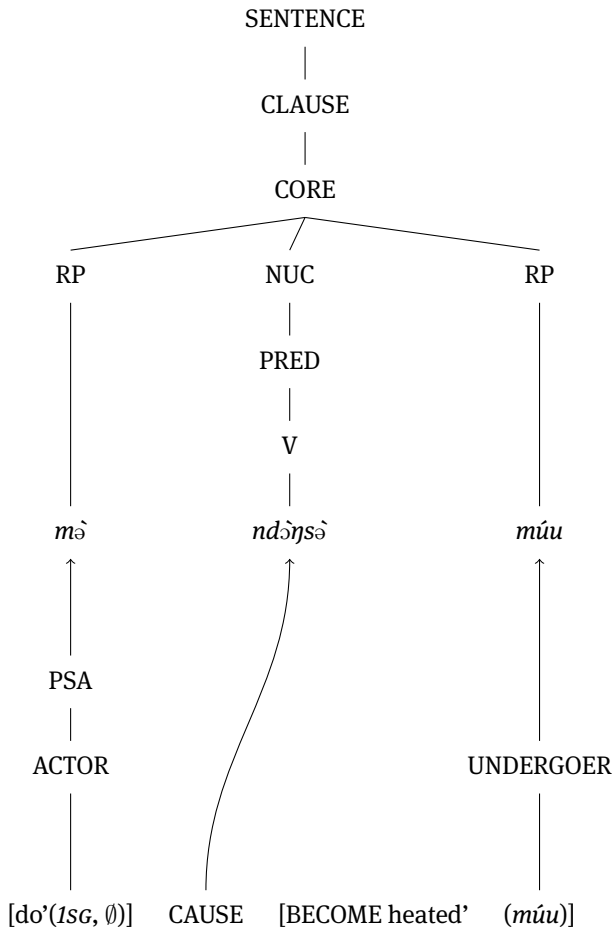 SENTENCE
CLAUSE
CORE
RP NUC RP
PRED
V
mə̀ ndɔ̀ŋsə̀ múu
PSA
ACTOR UNDERGOER
[do’(1SG, ∅)] CAUSE [BECOME heated’ (múu)]